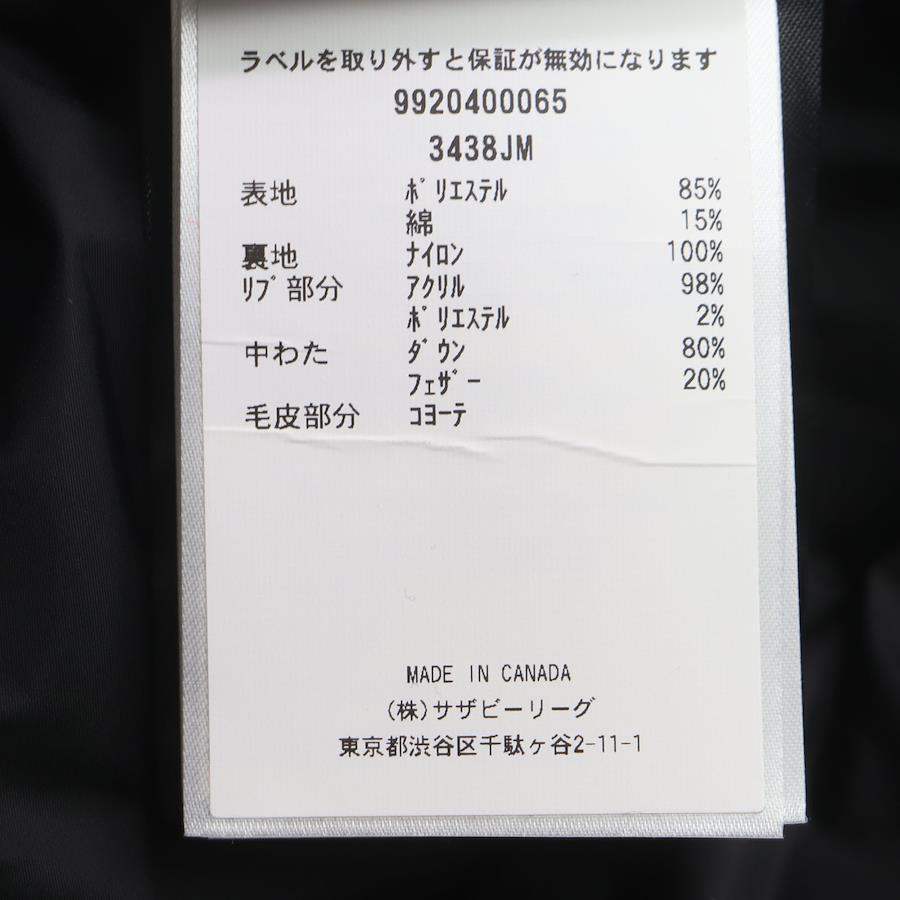 ラベルを取り外すと保証が無効になります
9920400065
3438JM
表地 ﾎﾟﾘｴｽﾃﾙ 85%
綿 15%
裏地 ﾅｲﾛﾝ 100%
ﾘﾌﾞ部分 ｱｸﾘﾙ 98%
ﾎﾟﾘｴｽﾃﾙ 2%
中わた ﾀﾞｳﾝ 80%
ﾌｪｻﾞｰ 20%
毛皮部分 ｺﾖｰﾃ
MADE IN CANADA
(株)サザビーリーグ
東京都渋谷区千駄ヶ谷2-11-1